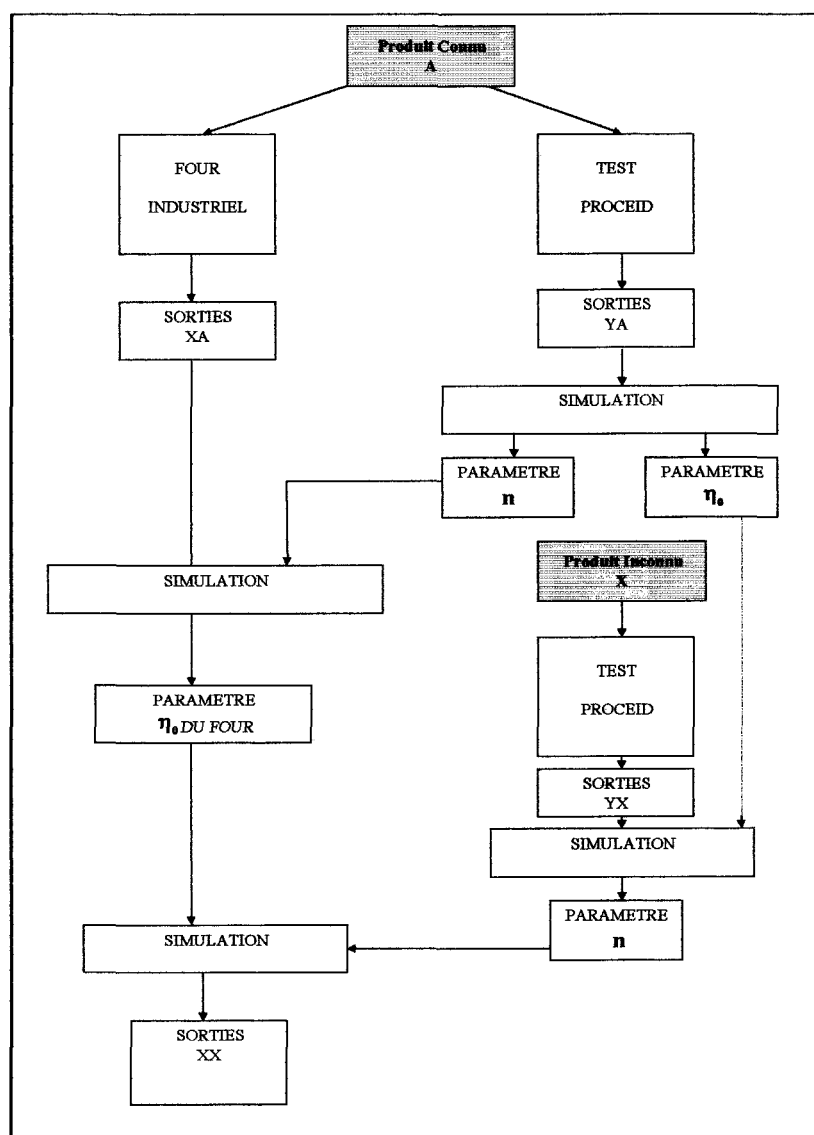 Produit Connu
A
FOUR
INDUSTRIEL
TEST
PROCEID
SORTIES
XA
SORTIES
YA
SIMULATION
PARAMETRE
n
PARAMETRE
η₀
SIMULATION
Produit Inconnu
X
TEST
PROCEID
PARAMETRE
η₀ DU FOUR
SORTIES
YX
SIMULATION
PARAMETRE
n
SIMULATION
SORTIES
XX